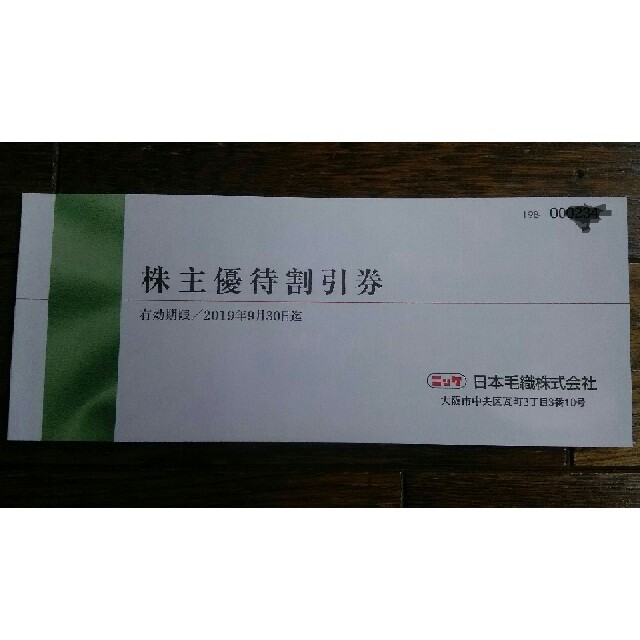 198- 000234
株主優待割引券
有効期限／2019年9月30日迄
ニッケ 日本毛織株式会社
大阪市中央区瓦町3丁目3番10号